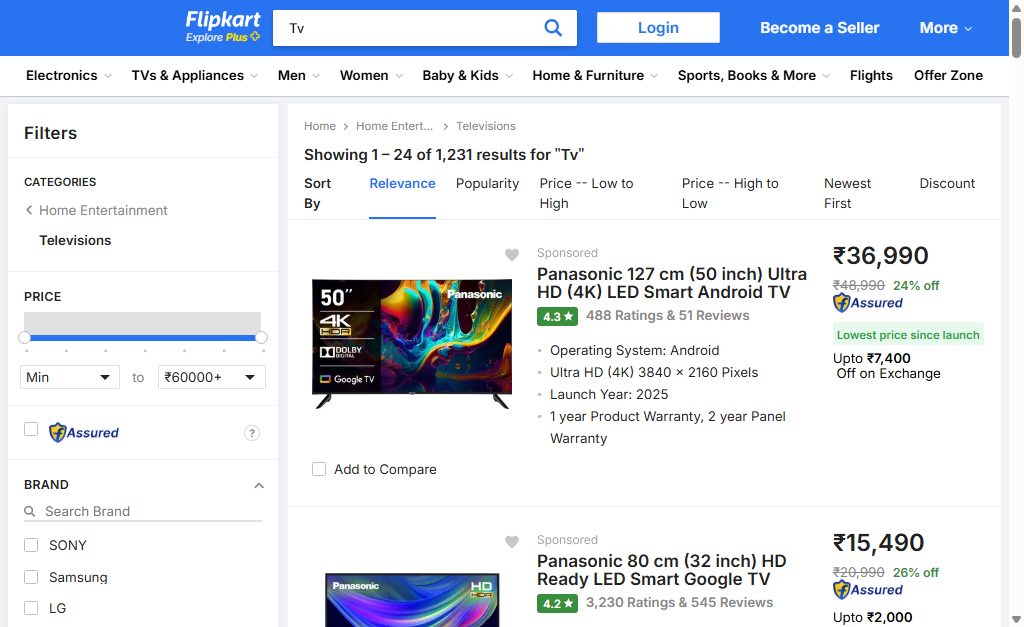 Flipkart
Explore Plus
Tv
Login
Become a Seller
More
Electronics
TVs & Appliances
Men
Women
Baby & Kids
Home & Furniture
Sports, Books & More
Flights
Offer Zone
Filters
CATEGORIES
Home Entertainment
Televisions
PRICE
Min
to
₹60000+
Assured
?
BRAND
Search Brand
SONY
Samsung
LG
Home
Home Entert...
Televisions
Showing 1 – 24 of 1,231 results for "Tv"
Sort By
Relevance
Popularity
Price -- Low to High
Price -- High to Low
Newest First
Discount
50"
4K
HDR
DOLBY
DIGITAL
Google TV
Panasonic
Add to Compare
Sponsored
Panasonic 127 cm (50 inch) Ultra
HD (4K) LED Smart Android TV
4.3 ★ 488 Ratings & 51 Reviews
Operating System: Android
Ultra HD (4K) 3840 × 2160 Pixels
Launch Year: 2025
1 year Product Warranty, 2 year Panel
Warranty
₹36,990
₹48,990 24% off
Assured
Lowest price since launch
Upto ₹7,400
Off on Exchange
Panasonic
HD
HDR
Sponsored
Panasonic 80 cm (32 inch) HD
Ready LED Smart Google TV
4.2 ★ 3,230 Ratings & 545 Reviews
₹15,490
₹20,990 26% off
Assured
Upto ₹2,000